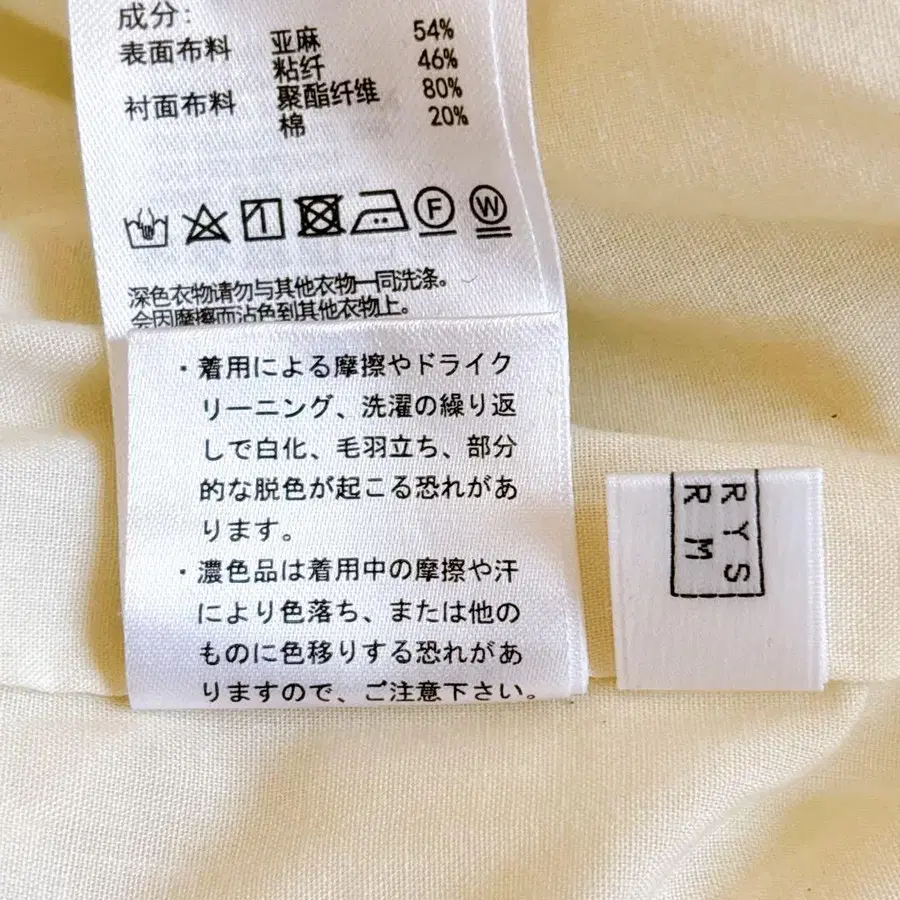 成分:
表面布料 亚麻 54%
粘纤 46%
衬面布料 聚酯纤维 80%
棉 20%
F W
深色衣物请勿与其他衣物一同洗涤。
会因摩擦而沾色到其他衣物上。
・着用による摩擦やドライク
リーニング、洗濯の繰り返
しで白化、毛羽立ち、部分
的な脱色が起こる恐れがあ
ります。
・濃色品は着用中の摩擦や汗
により色落ち、または他の
ものに色移りする恐れがあ
りますので、ご注意下さい。
RYS
RM